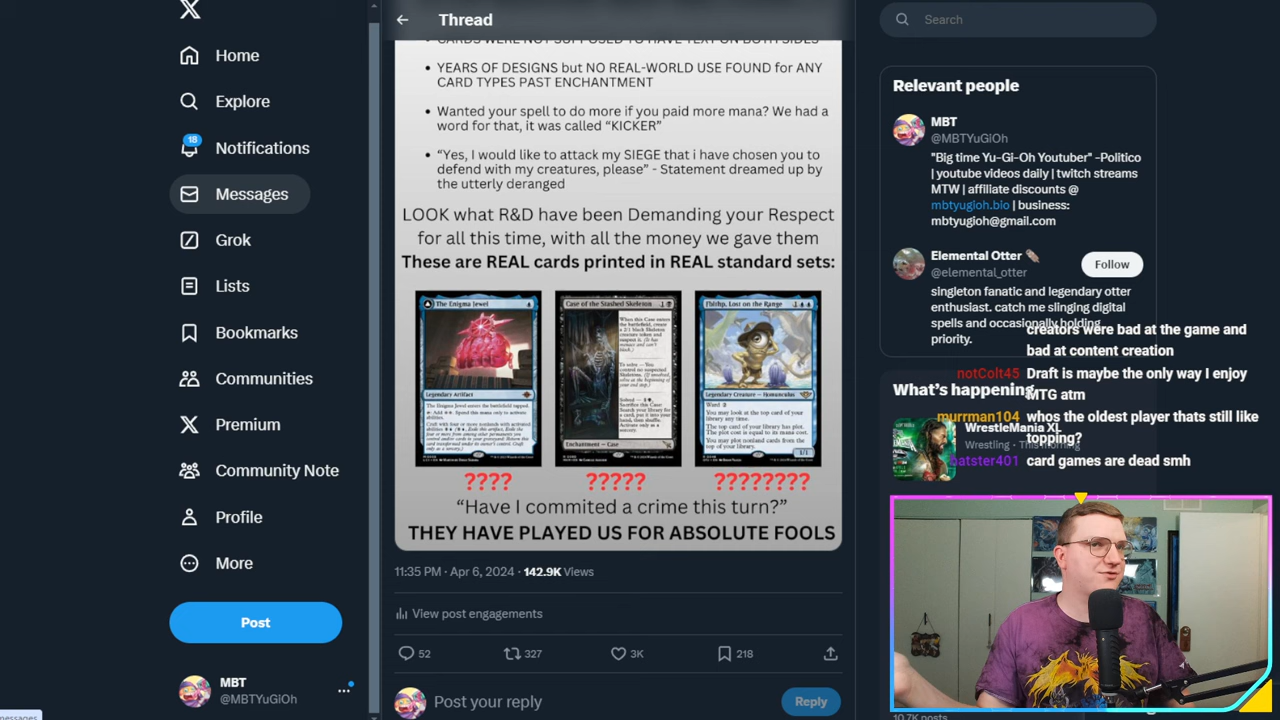 Home
Explore
18
Notifications
Messages
Grok
Lists
Bookmarks
Communities
Premium
Community Note
Profile
More
Post
MBT
@MBTYuGiOh
messages
Thread
CARDS WERE NOT SUPPOSED TO HAVE TEXT ON BOTH SIDES
• YEARS OF DESIGNS but NO REAL-WORLD USE FOUND for ANY
CARD TYPES PAST ENCHANTMENT
• Wanted your spell to do more if you paid more mana? We had a
word for that, it was called “KICKER”
• “Yes, I would like to attack my SIEGE that i have chosen you to
defend with my creatures, please” - Statement dreamed up by
the utterly deranged
LOOK what R&D have been Demanding your Respect
for all this time, with all the money we gave them
These are REAL cards printed in REAL standard sets:
The Enigma Jewel
Legendary Artifact
Case of the Stashed Skeleton
Enchantment - Case
Fblthp, Lost on the Range
Legendary Creature - Homunculus
1/1
???? ????? ????????
“Have I commited a crime this turn?”
THEY HAVE PLAYED US FOR ABSOLUTE FOOLS
11:35 PM · Apr 6, 2024 · 142.9K Views
View post engagements
52
327
3K
218
Post your reply
Reply
Search
Relevant people
MBT
@MBTYuGiOh
"Big time Yu-Gi-Oh Youtuber" -Politico
| youtube videos daily | twitch streams
MTW | affiliate discounts @
mbtyugioh.bio | business:
mbtyugioh@gmail.com
Elemental Otter
@elemental_otter
Follow
singleton fanatic and legendary otter
enthusiast. catch me slinging digital
spells and occasionally holding
priority.
What's happening
WrestleMania XL
creators were bad at the game and
bad at content creation
notColt45 Draft is maybe the only way I enjoy
MTG atm
murrman104 whos the oldest player thats still like
topping?
card games are dead smh